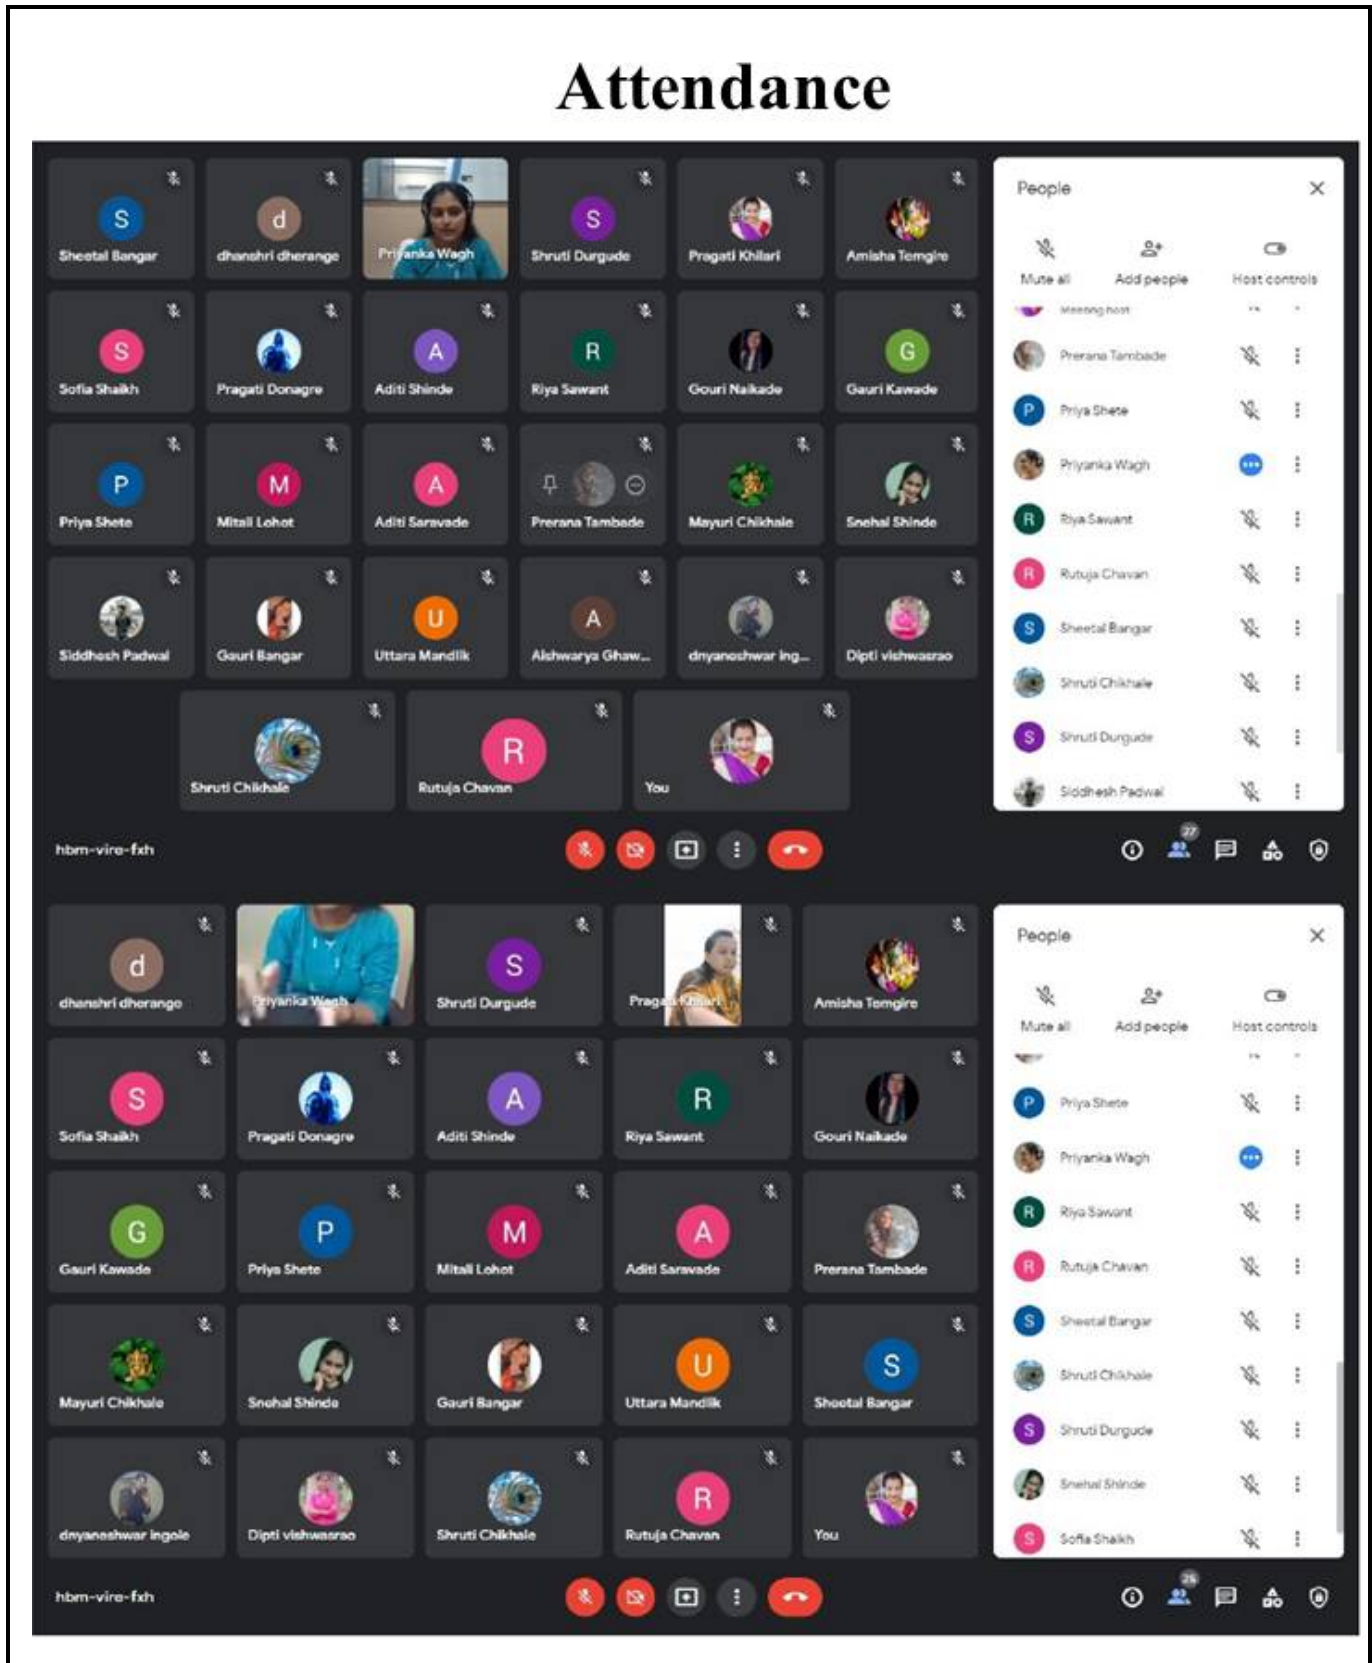 Attendance
S d S
Sheetal Bangar dhanshri dherange Priyanka Wagh Shruti Durgude Pragati Khilari Amisha Temgire
S A R G
Sofia Shaikh Pragati Donagre Aditi Shinde Riya Sawant Gouri Naikade Gauri Kawade
P M A
Priya Shete Mitali Lohot Aditi Saravade Prerana Tambade Mayuri Chikhale Snehal Shinde
U A
Siddhesh Padwal Gauri Bangar Uttara Mandlik Aishwarya Ghaw... dnyaneshwar ing... Dipti vishwasrao
R
Shruti Chikhale Rutuja Chavan You
People
Mute all Add people Host controls
Meeting host
Prerana Tambade
P Priya Shete
Priyanka Wagh
R Riya Sawant
R Rutuja Chavan
S Sheetal Bangar
Shruti Chikhale
S Shruti Durgude
Siddhesh Padwal
hbm-viro-fxh 27
d S
dhanshri dherange Priyanka Wagh Shruti Durgude Pragati Khilari Amisha Temgire
S A R
Sofia Shaikh Pragati Donagre Aditi Shinde Riya Sawant Gouri Naikade
G P M A
Gauri Kawade Priya Shete Mitali Lohot Aditi Saravade Prerana Tambade
U S
Mayuri Chikhale Snehal Shinde Gauri Bangar Uttara Mandlik Sheetal Bangar
R
dnyaneshwar ingole Dipti vishwasrao Shruti Chikhale Rutuja Chavan You
People
Mute all Add people Host controls
P Priya Shete
Priyanka Wagh
R Riya Sawant
R Rutuja Chavan
S Sheetal Bangar
Shruti Chikhale
S Shruti Durgude
Snehal Shinde
S Sofia Shaikh
hbm-viro-fxh